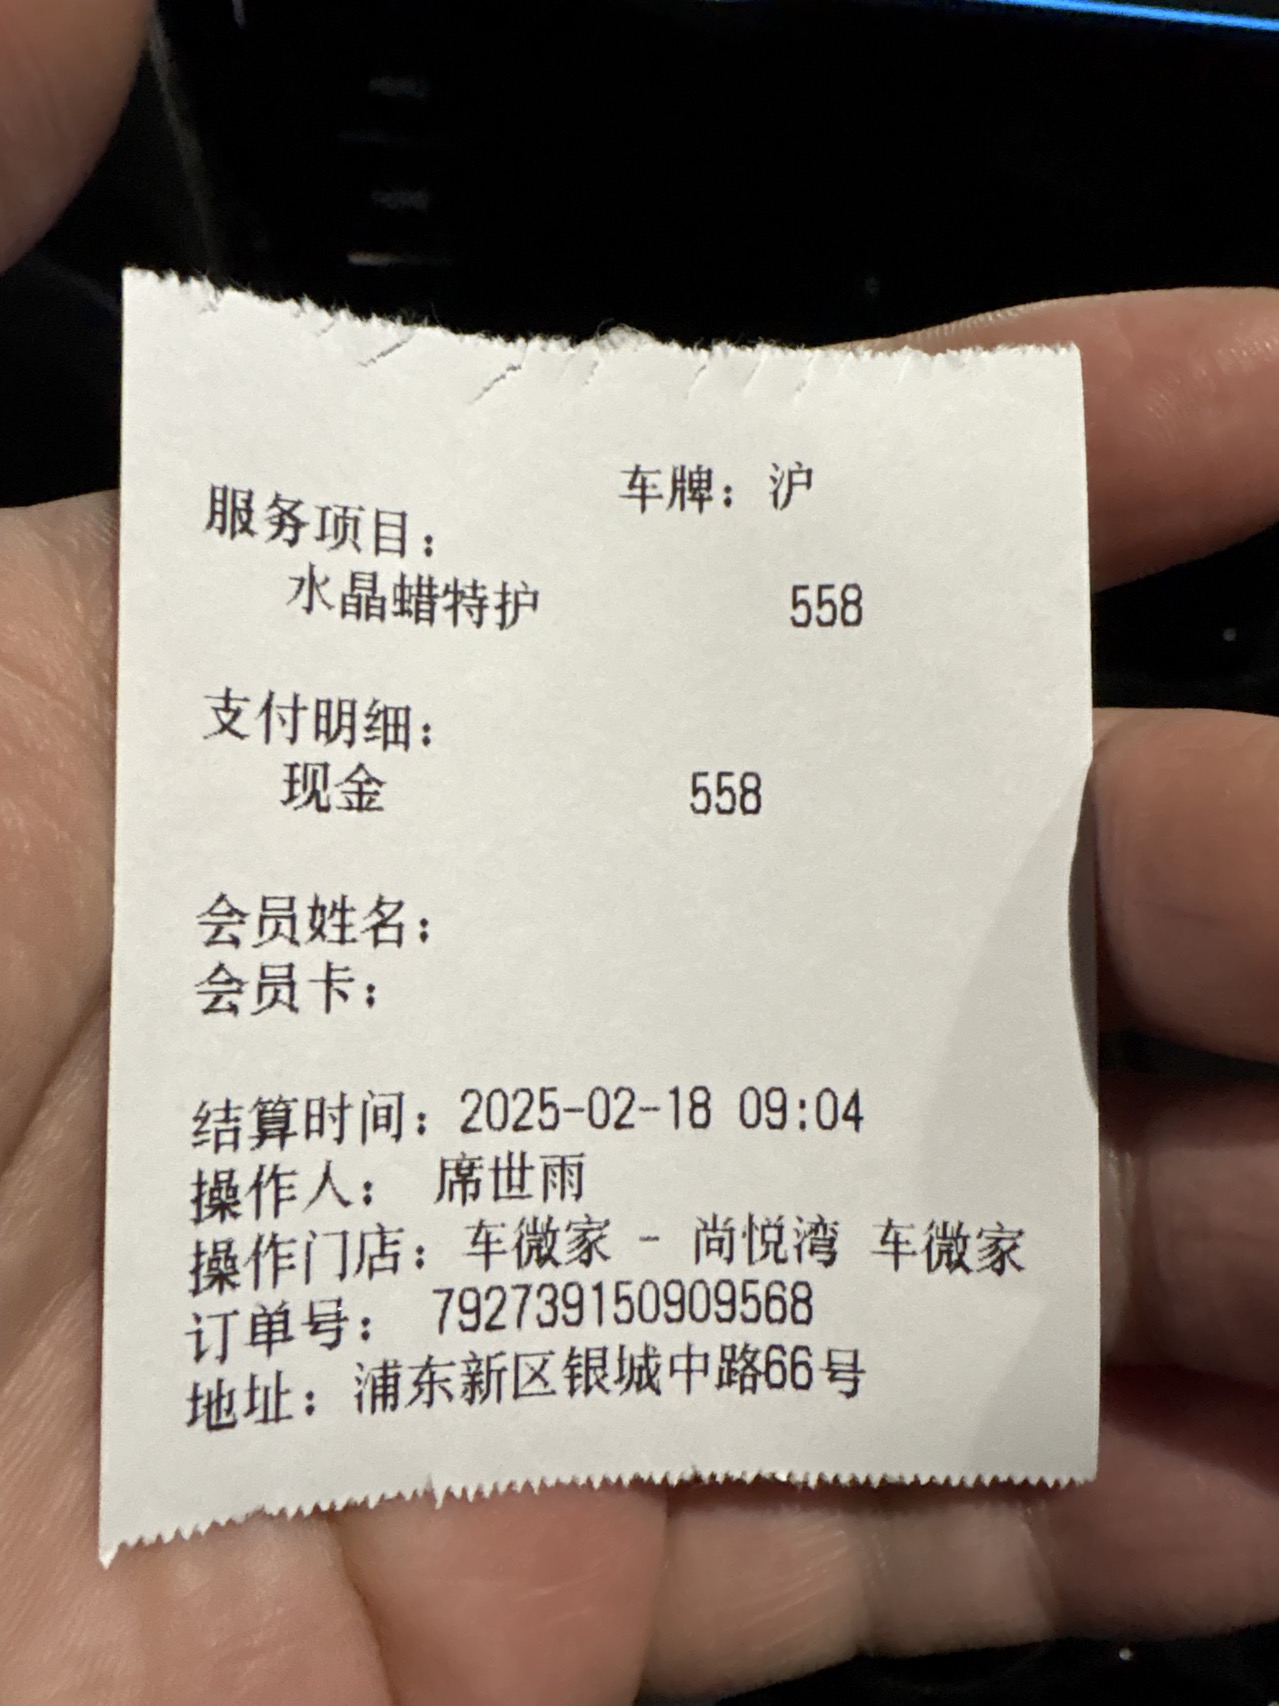 车牌：沪
服务项目：
水晶蜡特护 558
支付明细：
现金 558
会员姓名：
会员卡：
结算时间：2025-02-18 09:04
操作人： 席世雨
操作门店：车微家 - 尚悦湾 车微家
订单号： 792739150909568
地址：浦东新区银城中路66号